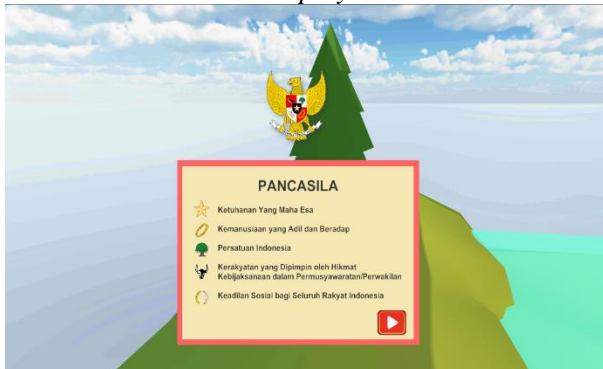 PANCASILA
Ketuhanan Yang Maha Esa
Kemanusiaan yang Adil dan Beradap
Persatuan Indonesia
Kerakyatan yang Dipimpin oleh Hikmat
Kebijaksanaan dalam Permusyawaratan/Perwakilan
Keadilan Sosial bagi Seluruh Rakyat Indonesia